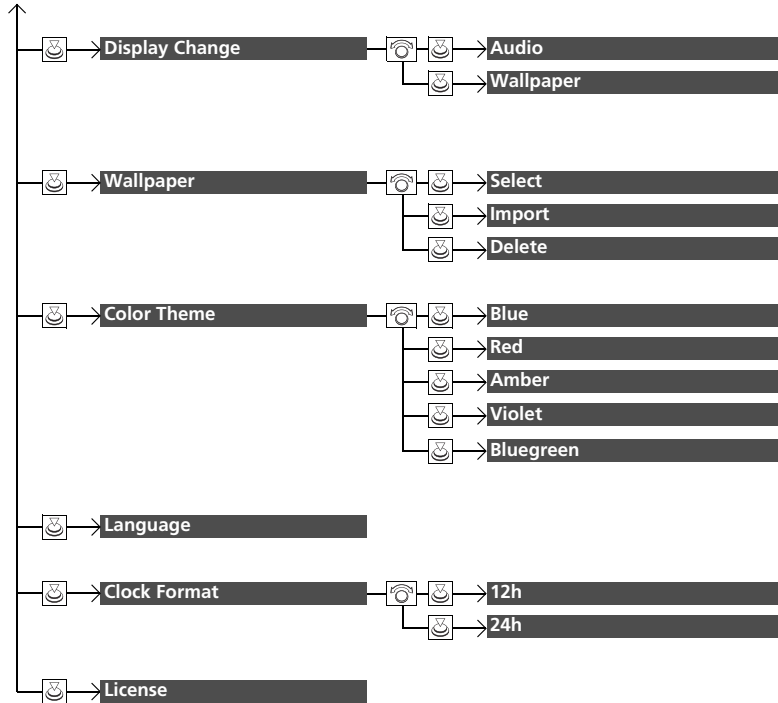 Display Change
Audio
Wallpaper
Wallpaper
Select
Import
Delete
Color Theme
Blue
Red
Amber
Violet
Bluegreen
Language
Clock Format
12h
24h
License